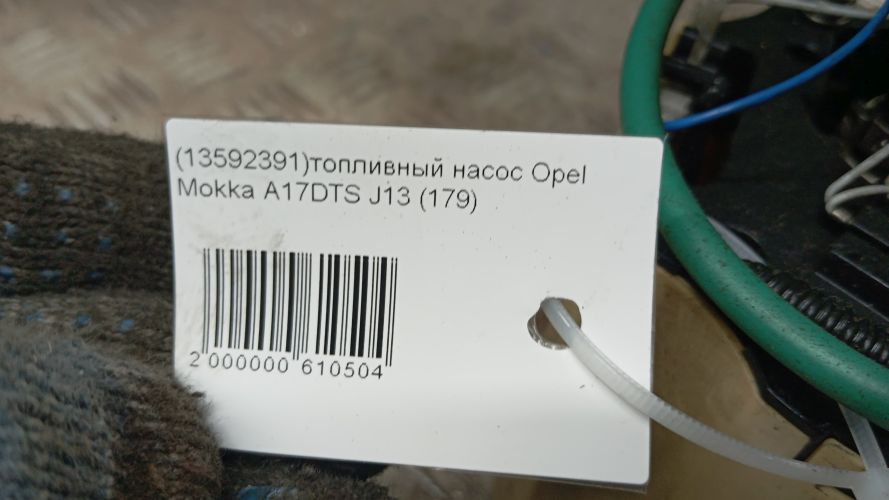 (13592391)топливный насос Opel
Mokka A17DTS J13 (179)
2 000000 610504